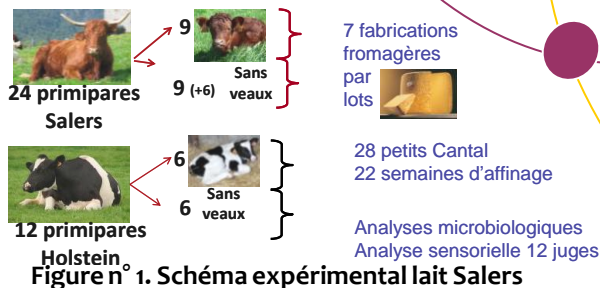 9
24 primipares
Salers
9 (+6)
Sans
veaux
6
Sans
6
veaux
12 primipares
Holstein
7 fabrications
fromagères
par
lots
28 petits Cantal
22 semaines d’affinage
Analyses microbiologiques
Analyse sensorielle 12 juges
Figure n° 1. Schéma expérimental lait Salers